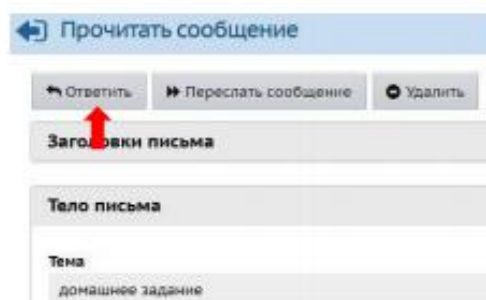 Прочитать сообщение
Ответить Переслать сообщение Удалить
Заголовки письма
Тело письма
Тема
домашнее задание